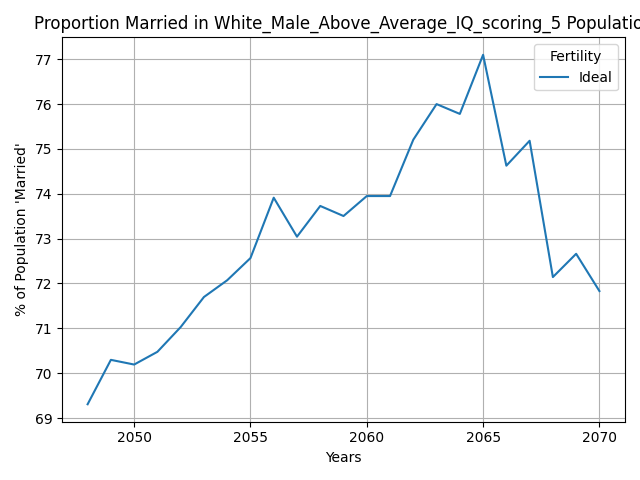 Proportion Married in White_Male_Above_Average_IQ_scoring_5 Populatio
Fertility
Ideal
% of Population 'Married'
77
76
75
74
73
72
71
70
69
2050
2055
2060
2065
2070
Years